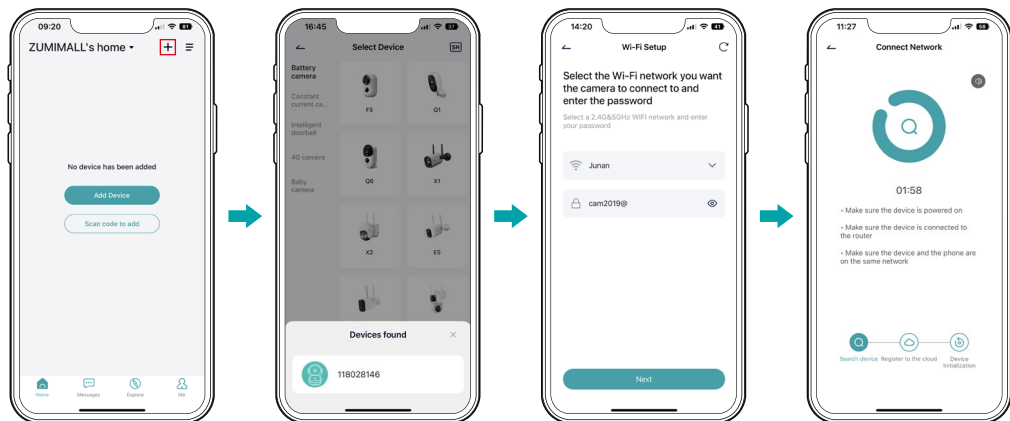 09:20
51
ZUMIMALL's home
No device has been added
Add Device
Scan code to add
Home
Messages
Explore
Me
16:45
37
Select Device
SN
Battery
camera
Constant
current ca...
Intelligent
doorbell
4G camera
Baby
camera
F5
Q1
Q6
X1
X2
E5
Devices found
118028146
14:20
41
Wi-Fi Setup
Select the Wi-Fi network you want
the camera to connect to and
enter the password
Select a 2.4G&5GHz WIFI network and enter
your password
Junan
cam2019@
Next
11:27
58
Connect Network
01:58
• Make sure the device is powered on
• Make sure the device is connected to
the router
• Make sure the device and the phone are
on the same network
Search device
Register to the cloud
Device
Initialization